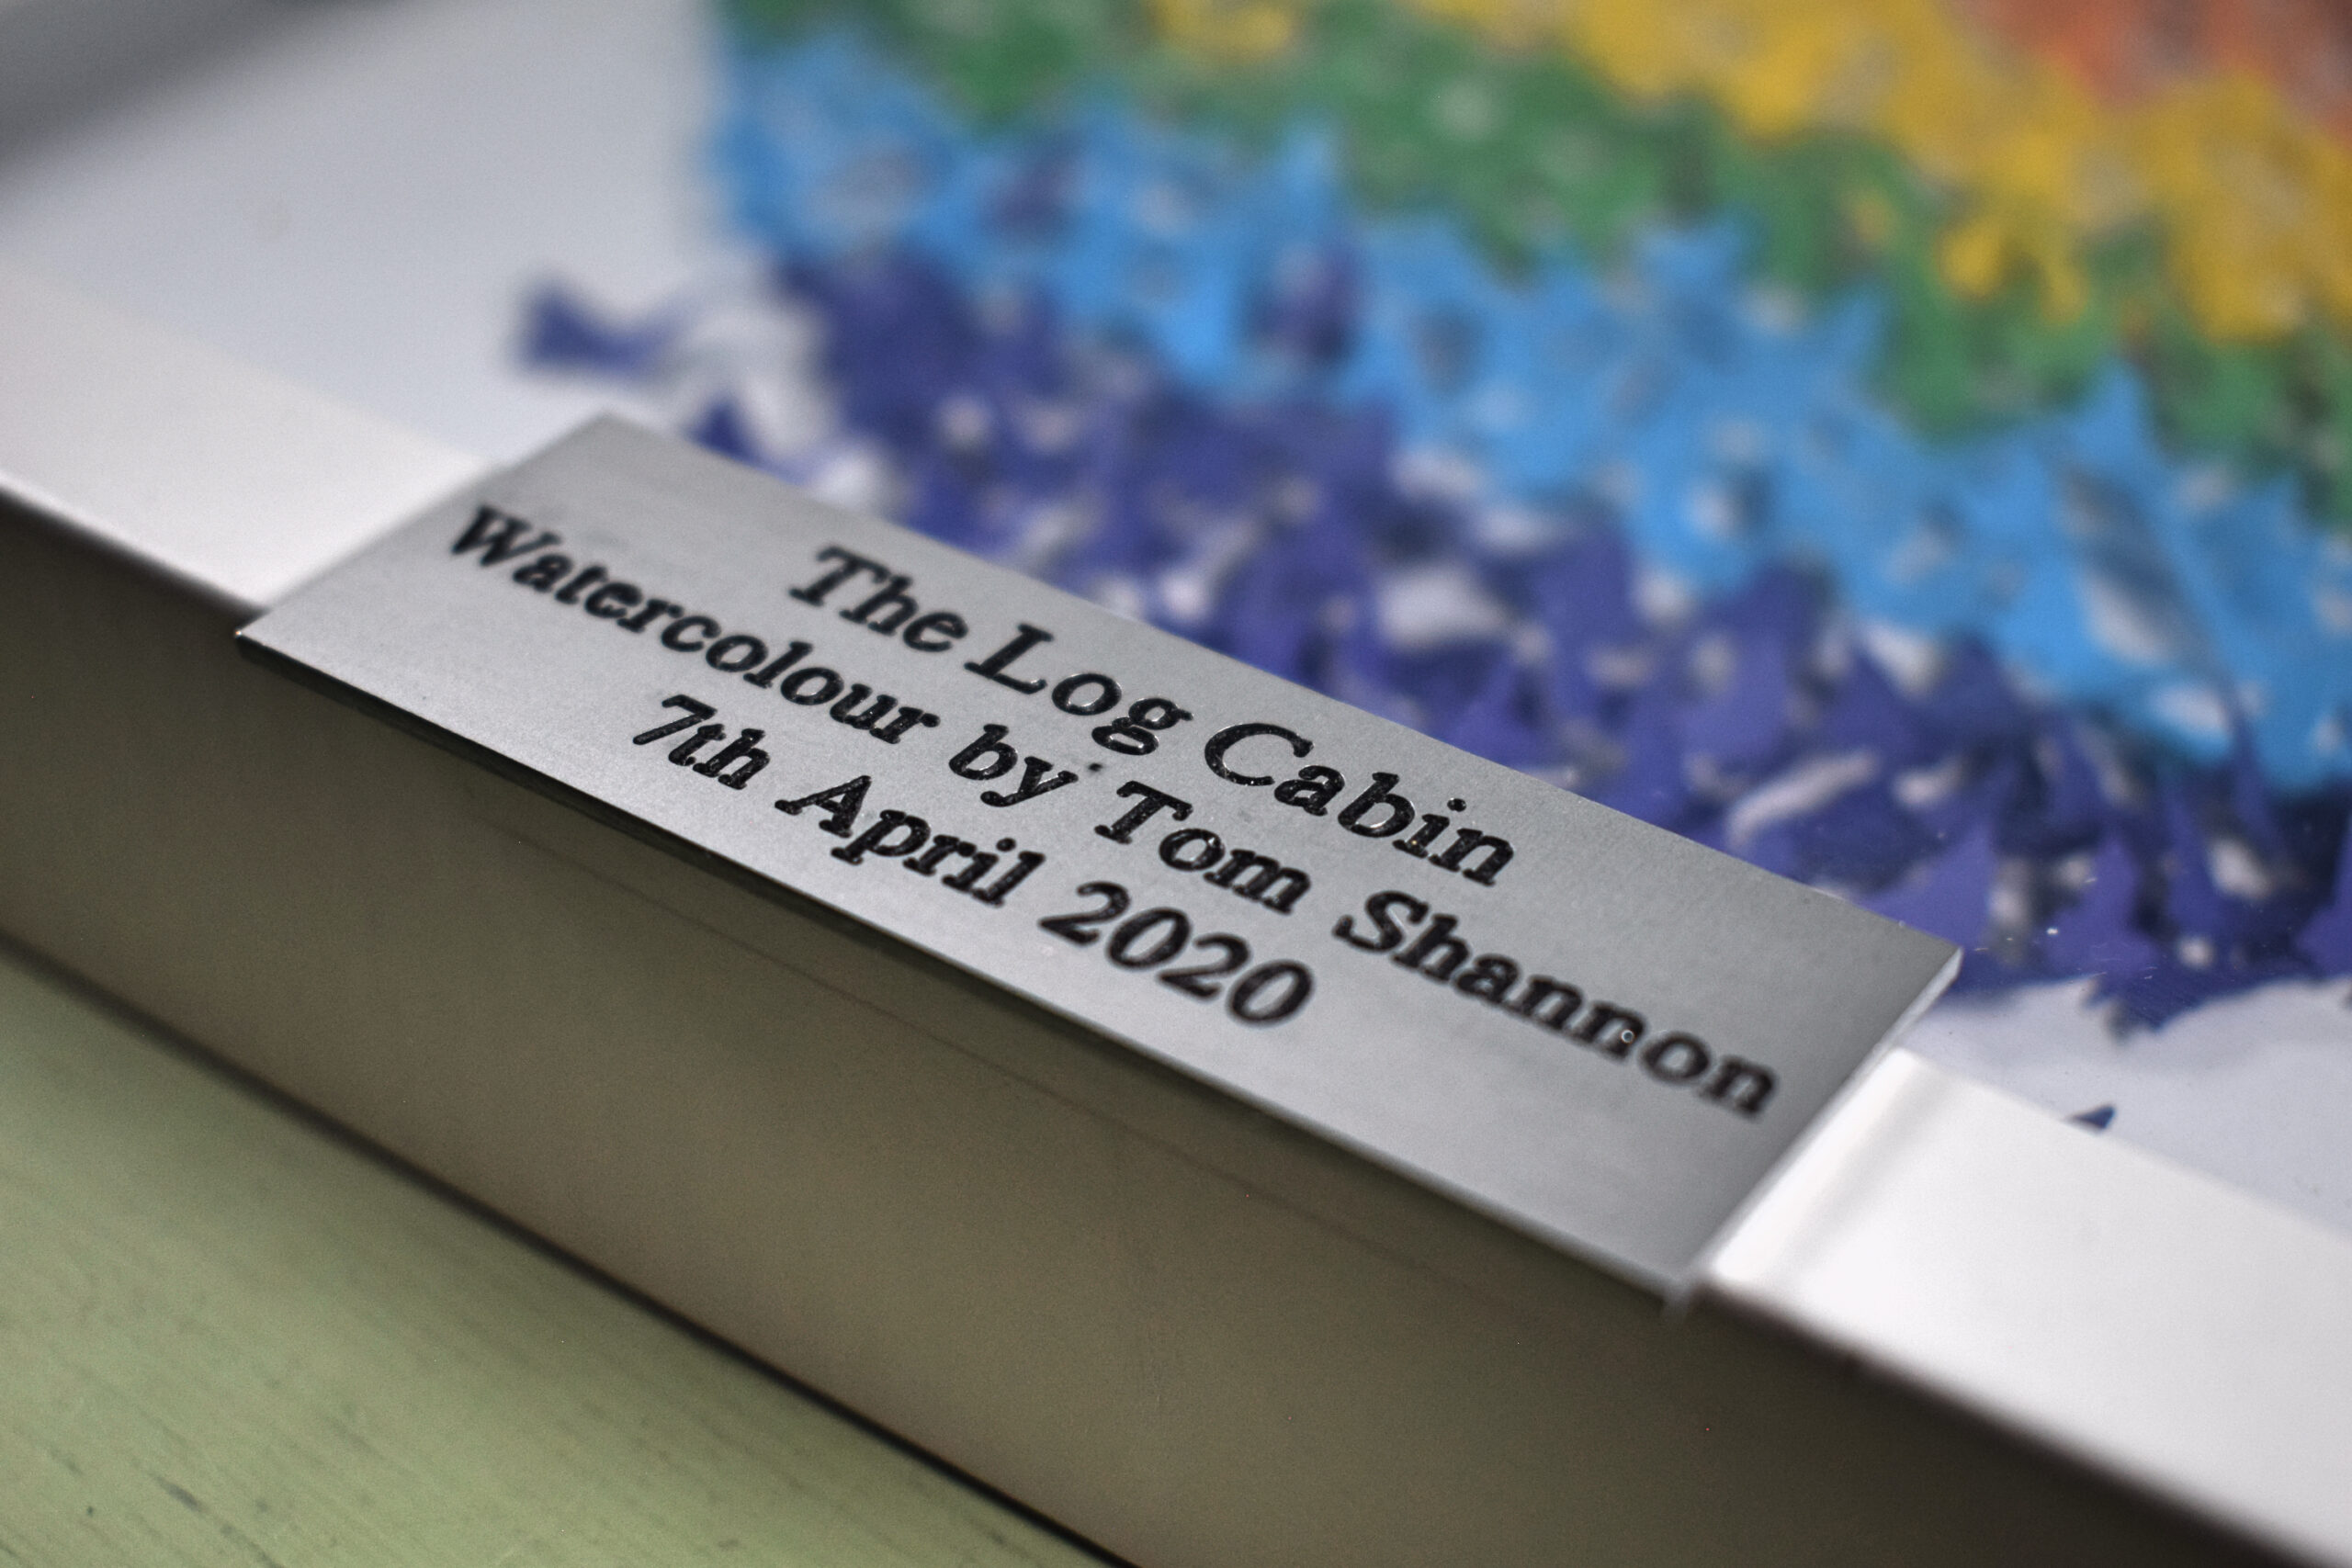 The Log Cabin
Watercolour by Tom Shannon
7th April 2020